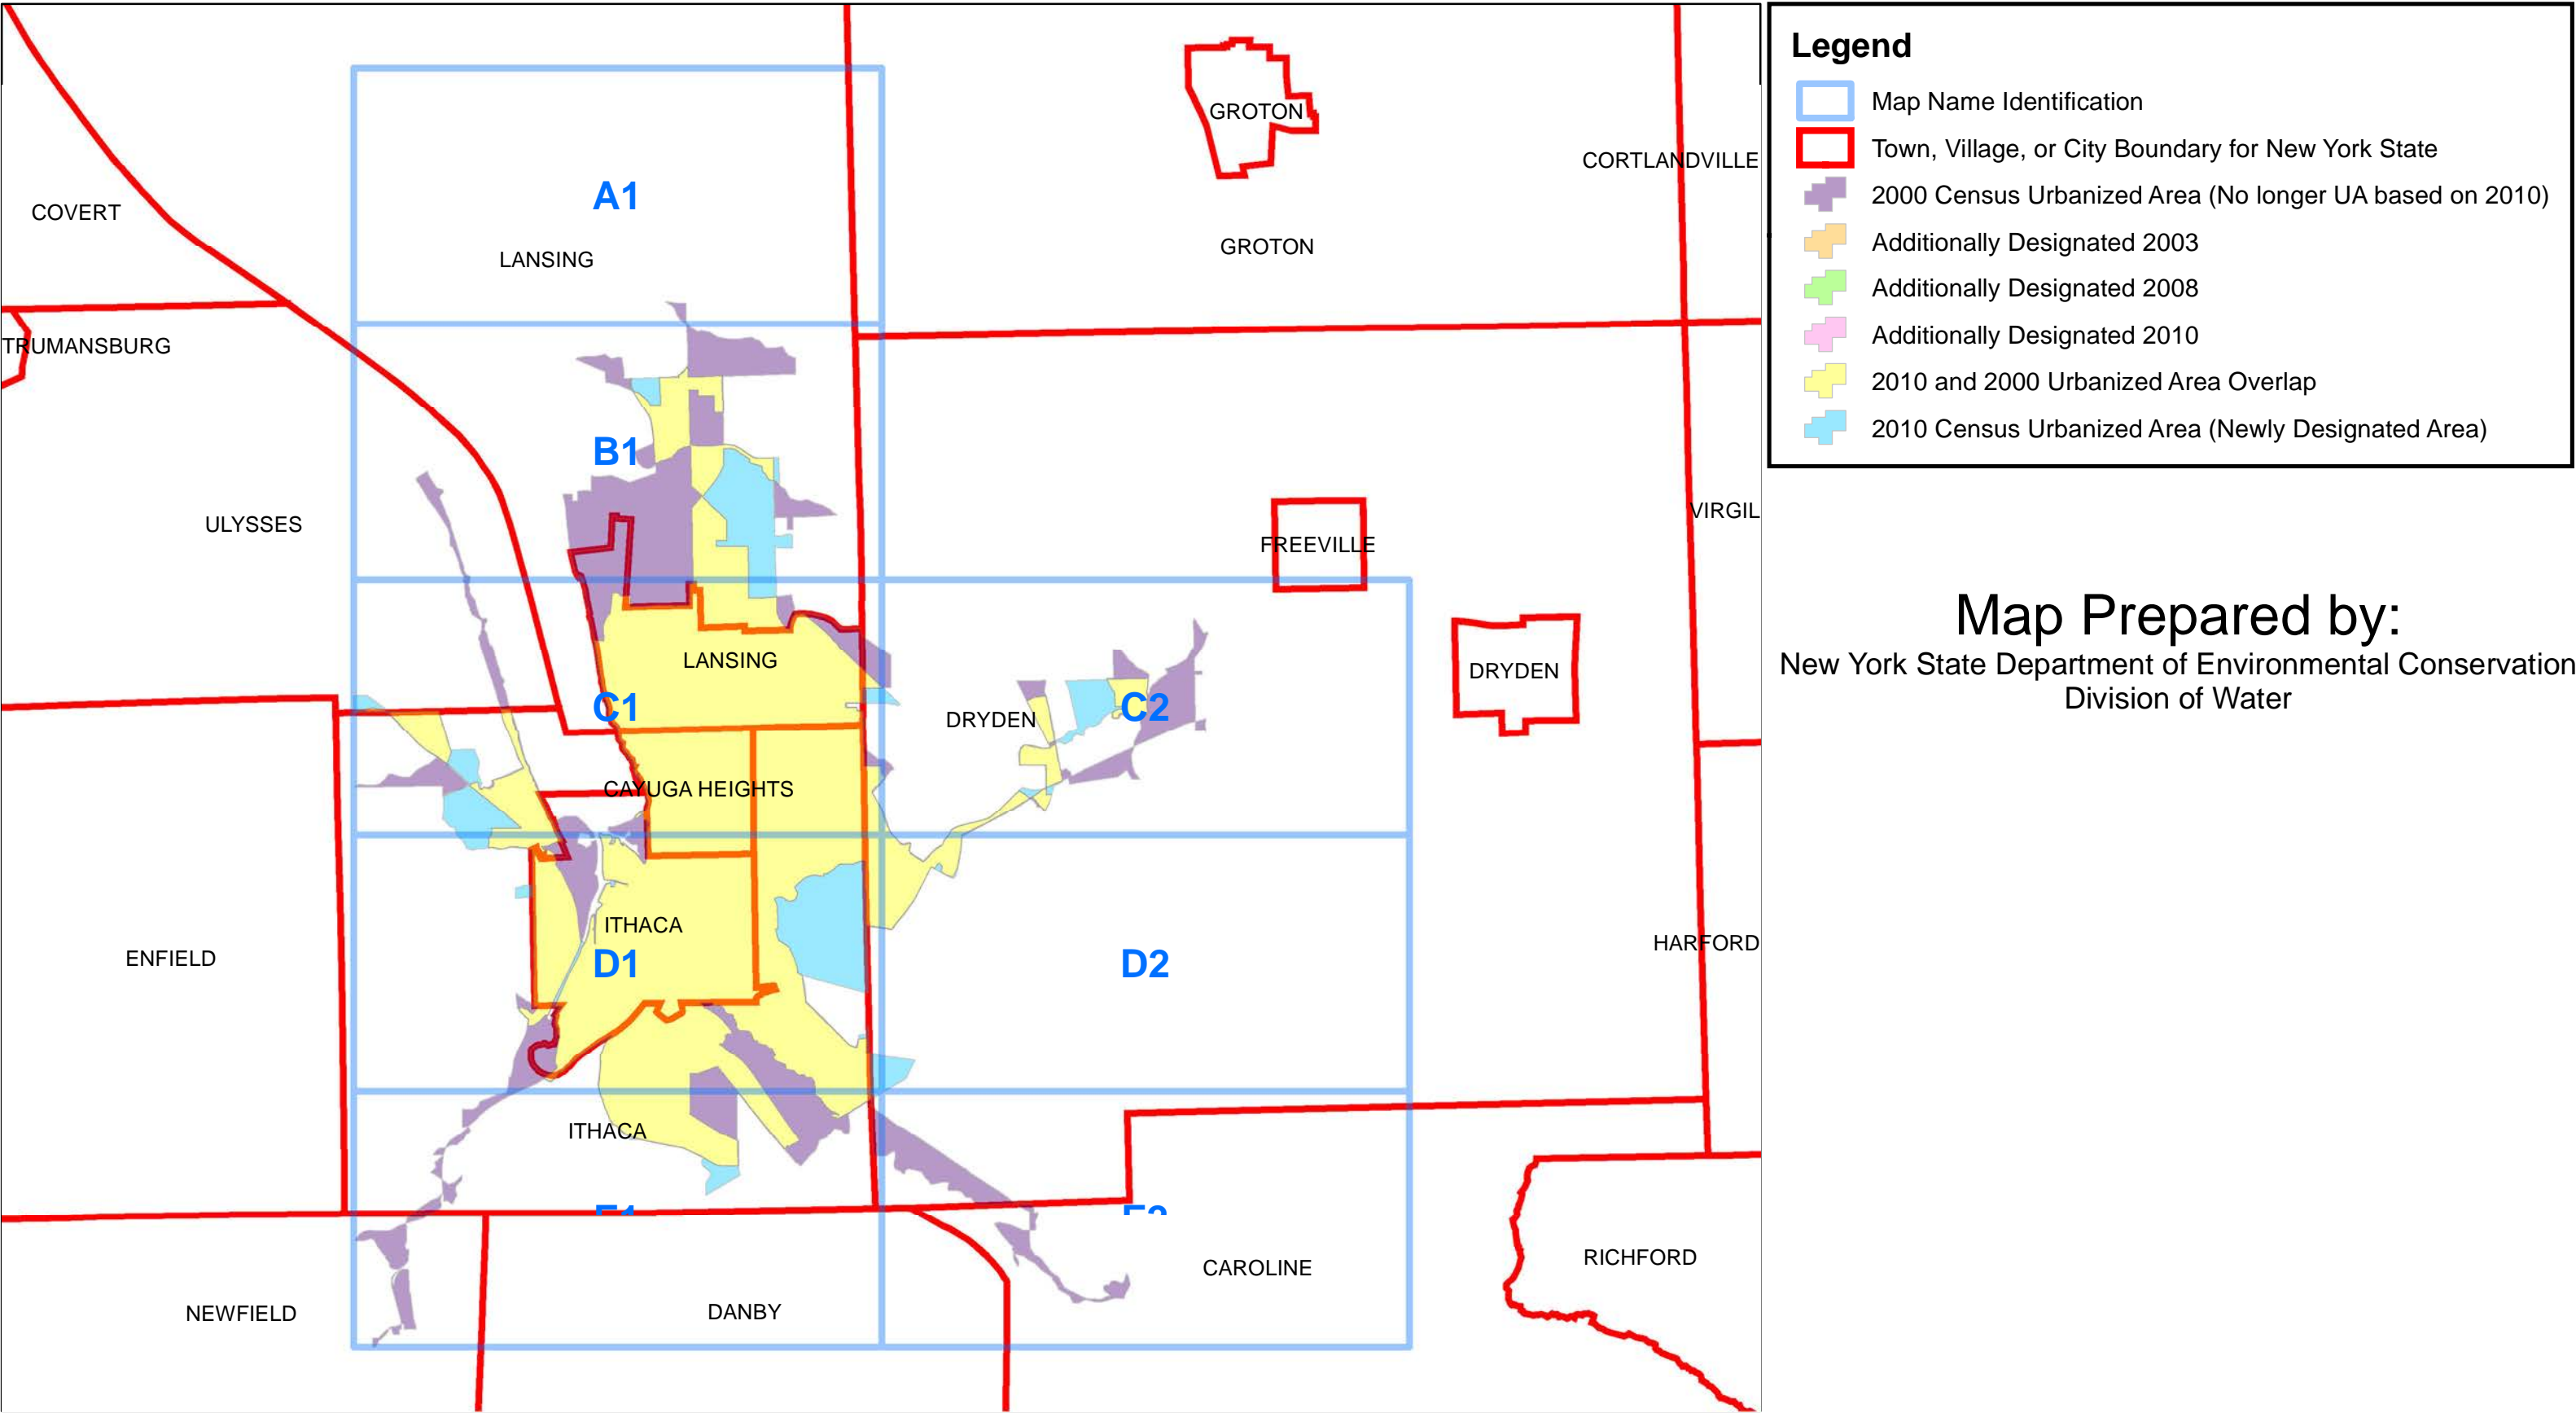 Legend
Map Name Identification
Town, Village, or City Boundary for New York State
2000 Census Urbanized Area (No longer UA based on 2010)
Additionally Designated 2003
Additionally Designated 2008
Additionally Designated 2010
2010 and 2000 Urbanized Area Overlap
2010 Census Urbanized Area (Newly Designated Area)
Map Prepared by:
New York State Department of Environmental Conservation
Division of Water
GROTON
CORTLANDVILLE
A1
COVERT
GROTON
LANSING
TRUMANSBURG
B1
VIRGIL
ULYSSES
FREEVILLE
LANSING
DRYDEN
C1
C2
DRYDEN
CAYUGA HEIGHTS
ITHACA
HARFORD
ENFIELD
D1
D2
ITHACA
E1
E2
RICHFORD
CAROLINE
NEWFIELD
DANBY